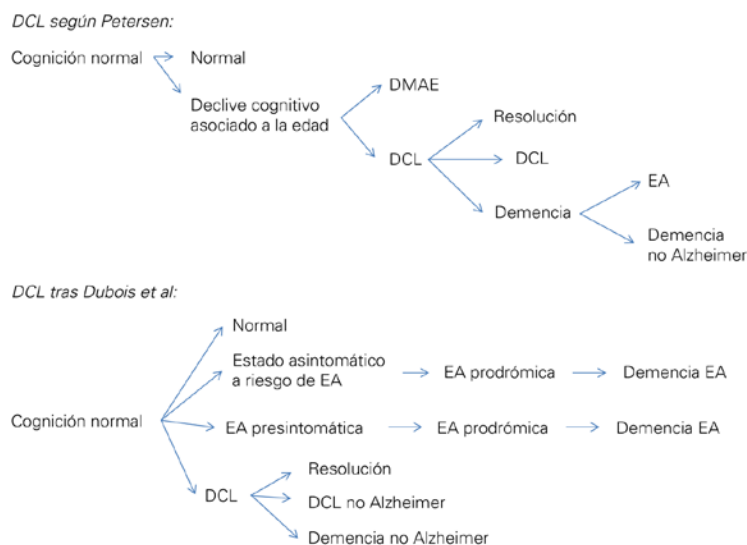 DCL según Petersen:
Cognición normal
Normal
Declive cognitivo
asociado a la edad
DMAE
DCL
Resolución
DCL
Demencia
EA
Demencia
no Alzheimer
DCL tras Dubois et al:
Cognición normal
Normal
Estado asintomático
a riesgo de EA
EA prodrómica
Demencia EA
EA presintomática
EA prodrómica
Demencia EA
DCL
Resolución
DCL no Alzheimer
Demencia no Alzheimer